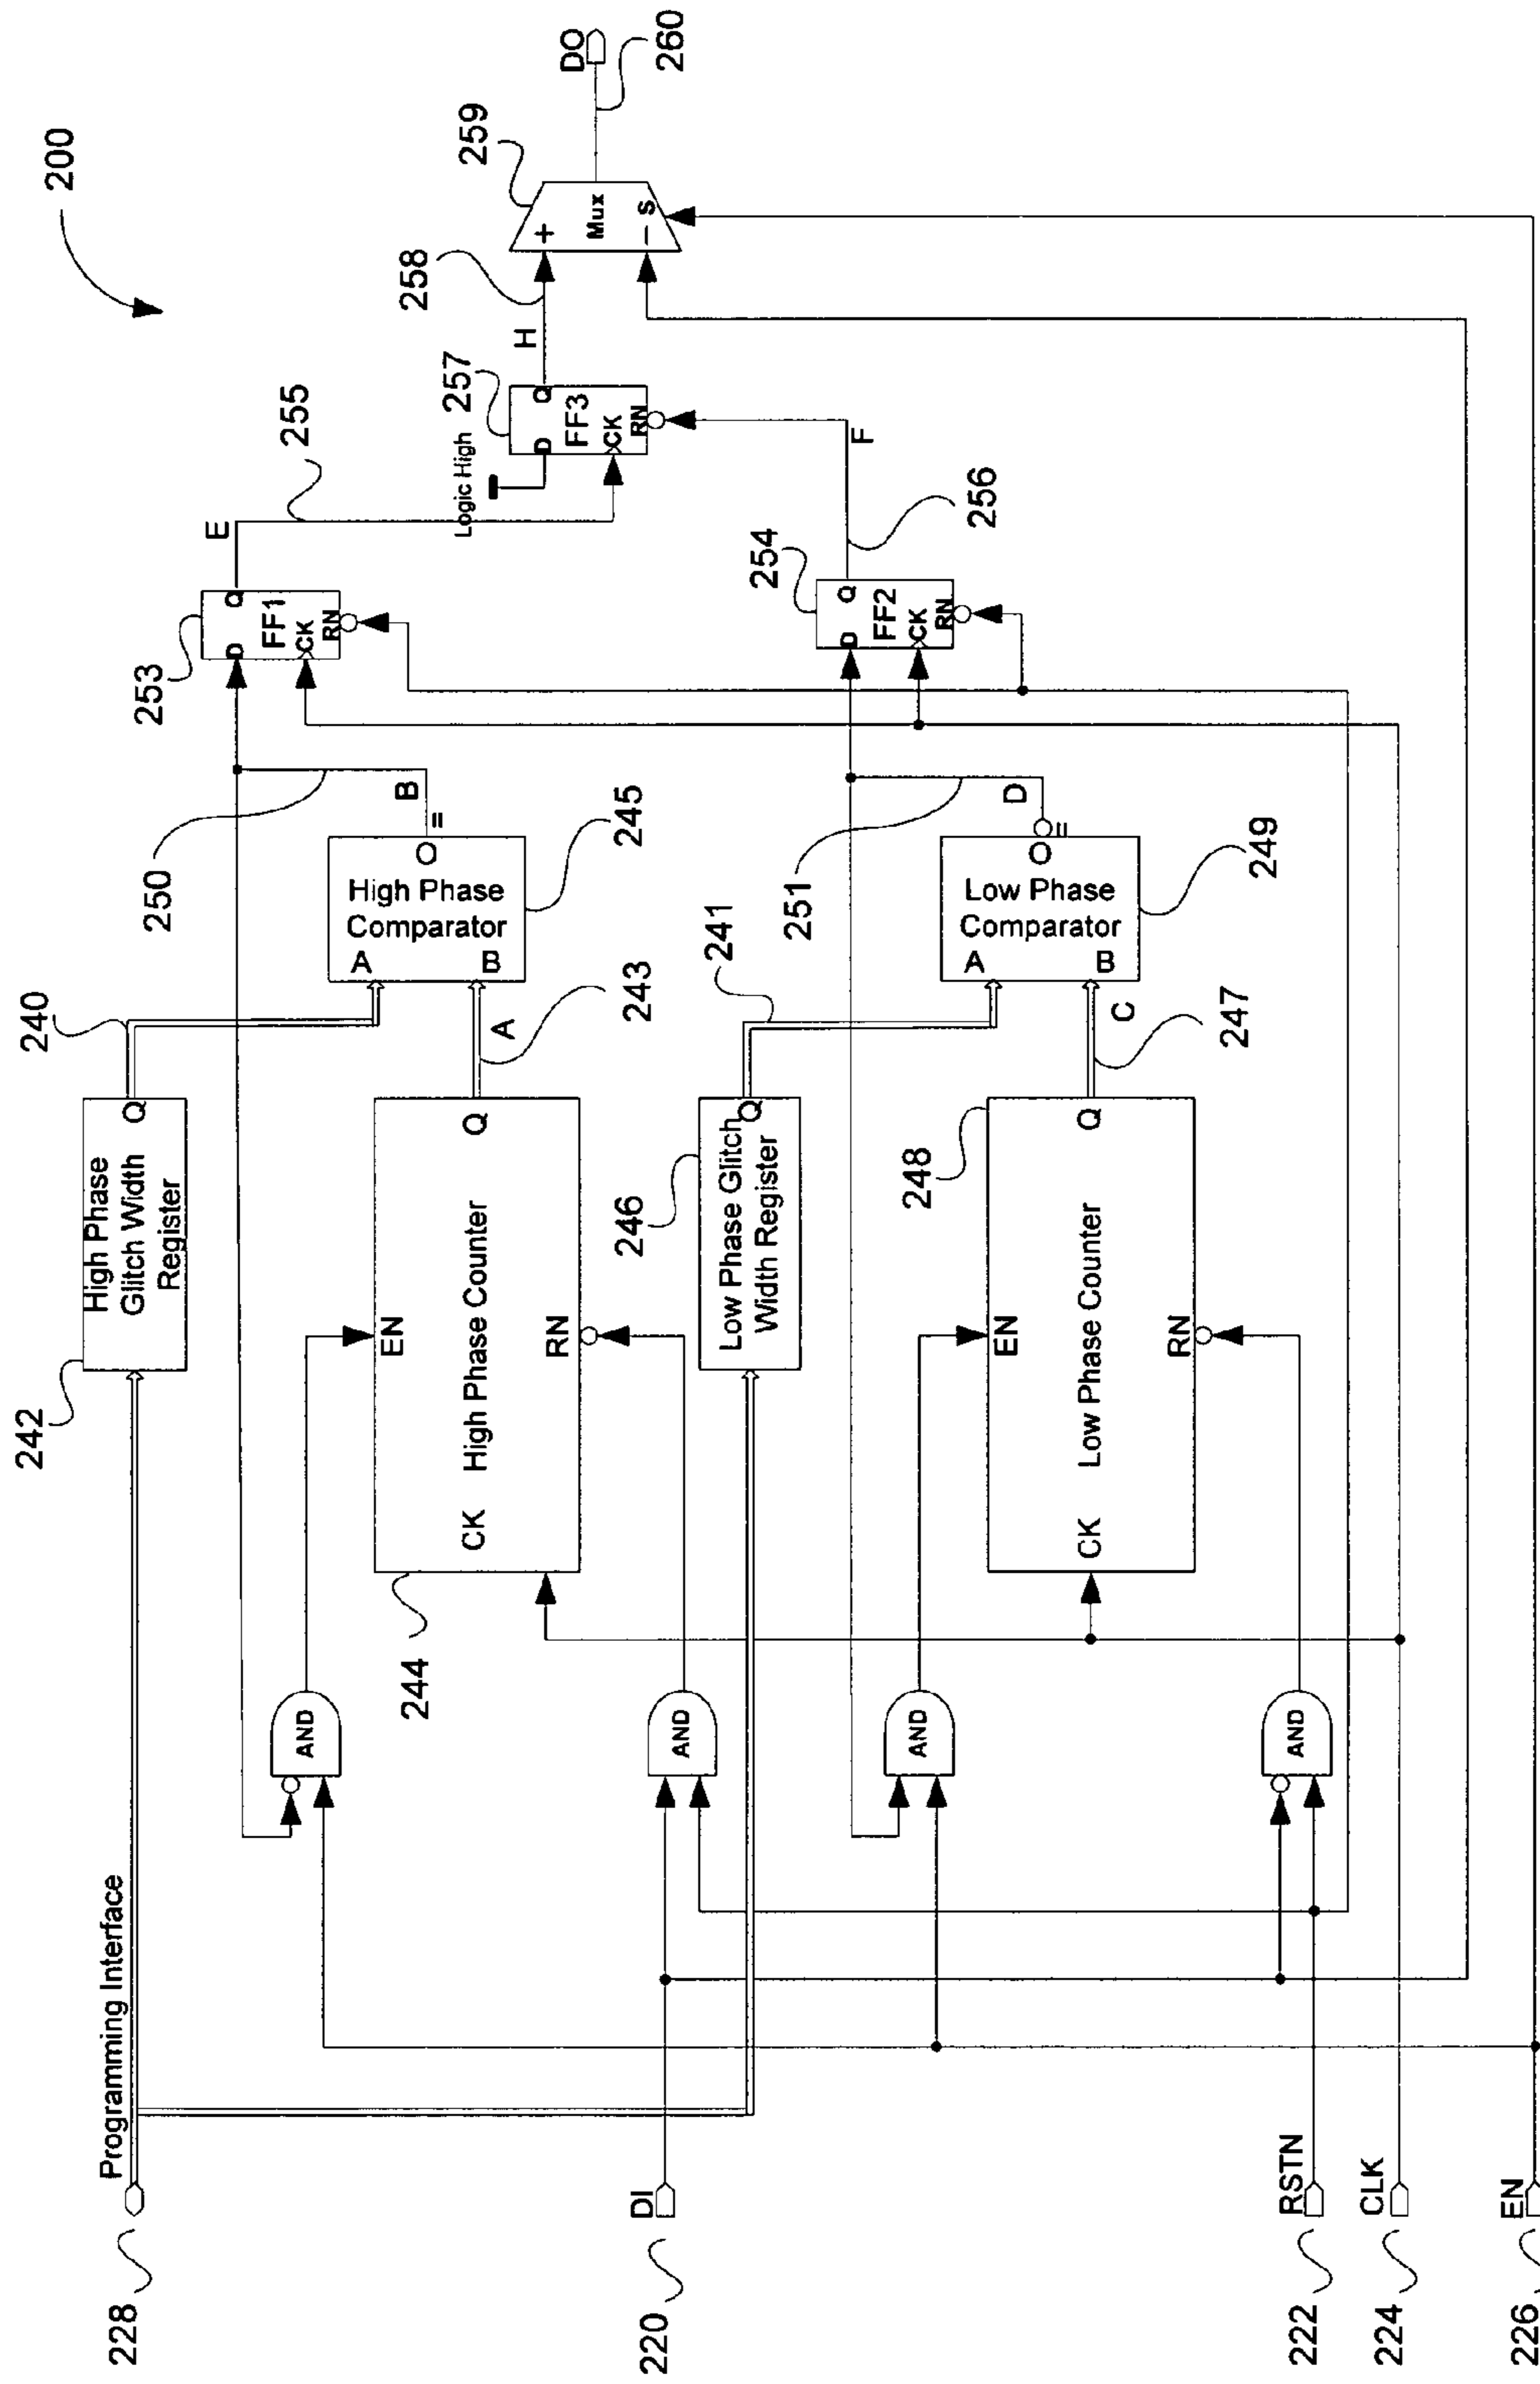 200
Programming Interface
228
242
High Phase
Glitch Width
Register
Q
240
250
B
=
High Phase
Comparator
A
B
O
245
AND
EN
CK
High Phase Counter
Q
RN
244
A
243
AND
253
D
Q
FF1
CK
RN
E
255
Logic High
257
D
Q
FF3
CK
RN
H
258
259
+
Mux
-
S
DO
260
DI
220
246
Low Phase Glitch
Width Register
Q
241
251
D
=
Low Phase
Comparator
A
B
O
249
AND
EN
CK
Low Phase Counter
Q
RN
248
C
247
AND
254
D
Q
FF2
CK
RN
F
256
RSTN
222
CLK
224
EN
226